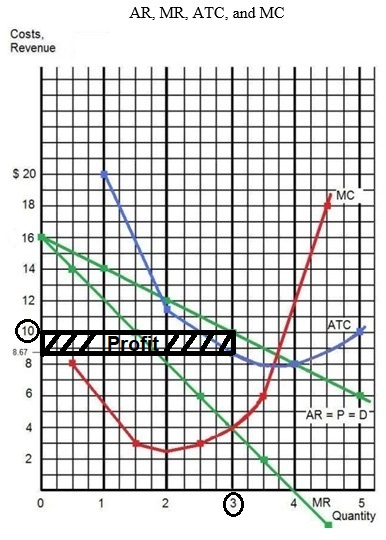 AR, MR, ATC, and MC
Costs,
Revenue
$ 20
18
MC
16
14
12
ATC
10
Profit
8.67
8
6
AR = P = D
4
2
0 1 2 3 4 MR 5
Quantity